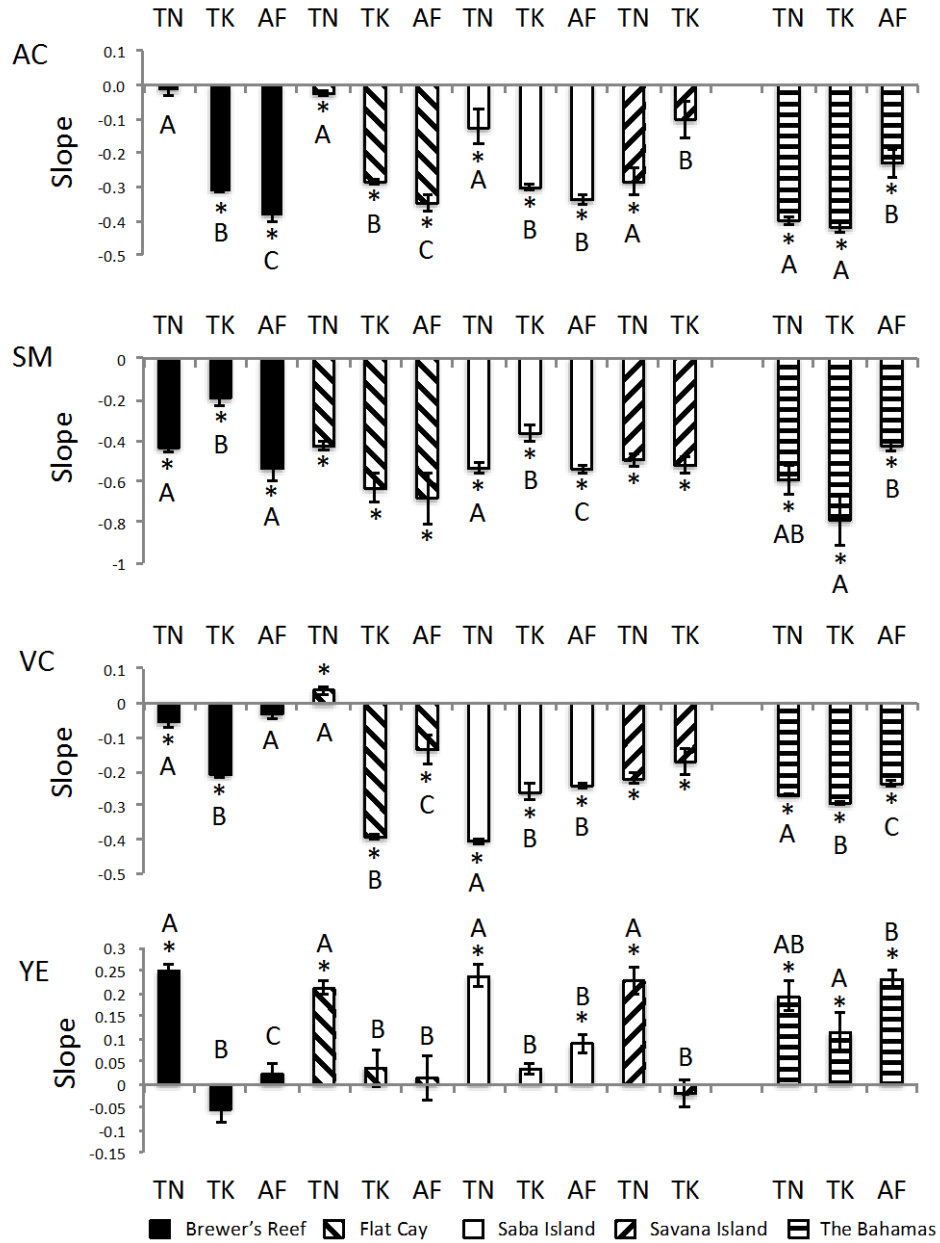 TN TK AF TN TK AF TN TK AF TN TK TN TK AF
AC
Slope
0.1
0.0
-0.1
-0.2
-0.3
-0.4
-0.5
A * B * C * A * B * C * A * B * B * A B * A * A * B
TN TK AF TN TK AF TN TK AF TN TK TN TK AF
SM
Slope
0
-0.2
-0.4
-0.6
-0.8
-1
* A * B * A * * * * A * B * C * * * AB * A * B
TN TK AF TN TK AF TN TK AF TN TK TN TK AF
VC
Slope
0.1
0
-0.1
-0.2
-0.3
-0.4
-0.5
* A * B A * A * B * C * A * B * B * * * A * B * C
YE
Slope
0.3
0.25
0.2
0.15
0.1
0.05
0
-0.05
-0.1
-0.15
A * B C A * B B A * B B * A * B AB * A * B *
TN TK AF TN TK AF TN TK AF TN TK TN TK AF
Brewer's Reef Flat Cay Saba Island Savana Island The Bahamas